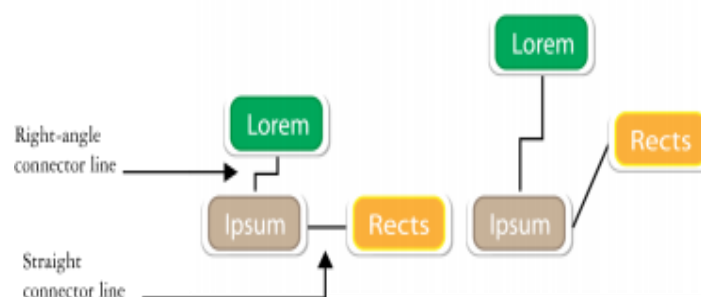 Lorem
Lorem
Rects
Right-angle
connector line
Ipsum
Rects
Ipsum
Straight
connector line